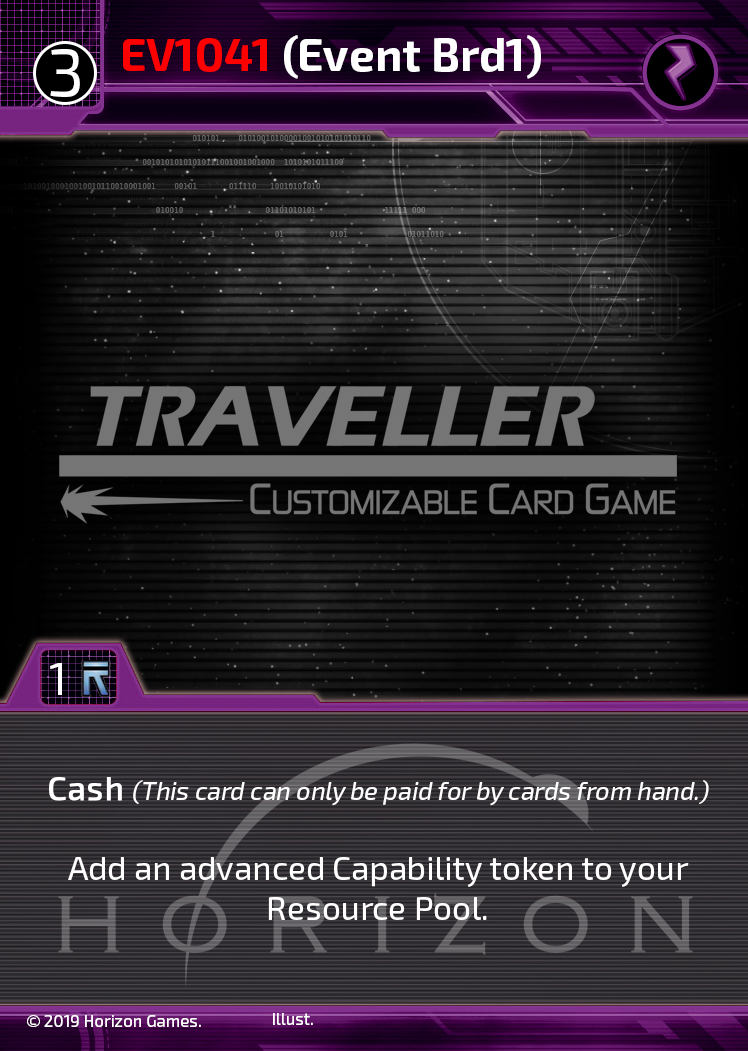 3
EV1041 (Event Brd1)
TRAVELLER
CUSTOMIZABLE CARD GAME
1
Cash (This card can only be paid for by cards from hand.)
Add an advanced Capability token to your
Resource Pool.
HORIZON
© 2019 Horizon Games.
Illust.